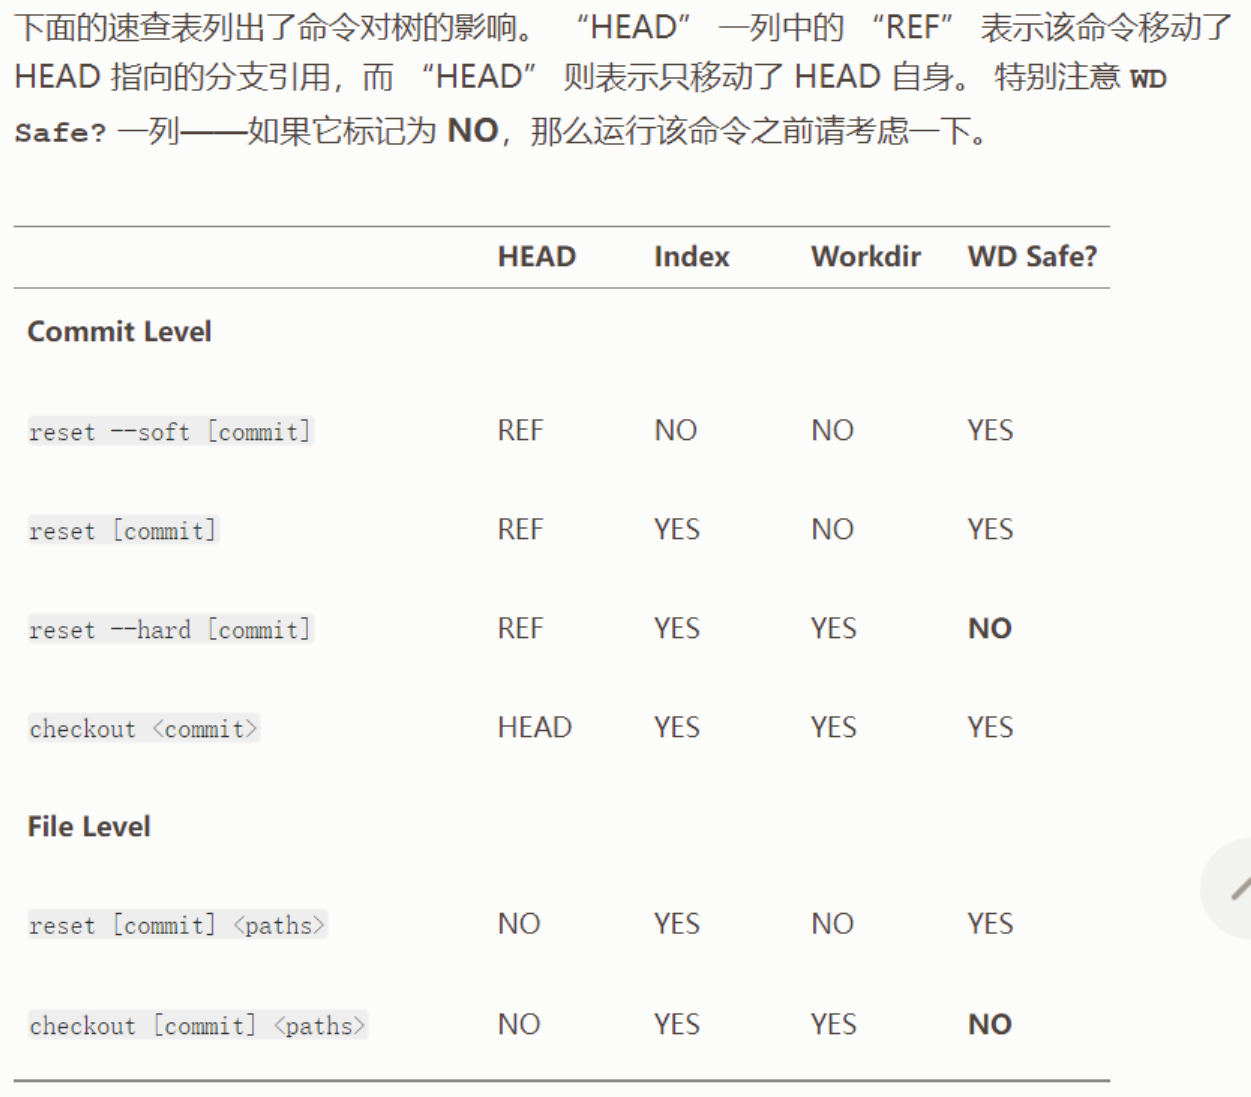 下面的速查表列出了命令对树的影响。 “HEAD” 一列中的 “REF” 表示该命令移动了
HEAD 指向的分支引用，而 “HEAD” 则表示只移动了 HEAD 自身。 特别注意 WD
Safe? 一列——如果它标记为 NO，那么运行该命令之前请考虑一下。
HEAD Index Workdir WD Safe?
Commit Level
reset --soft [commit] REF NO NO YES
reset [commit] REF YES NO YES
reset --hard [commit] REF YES YES NO
checkout <commit> HEAD YES YES YES
File Level
reset [commit] <paths> NO YES NO YES
checkout [commit] <paths> NO YES YES NO